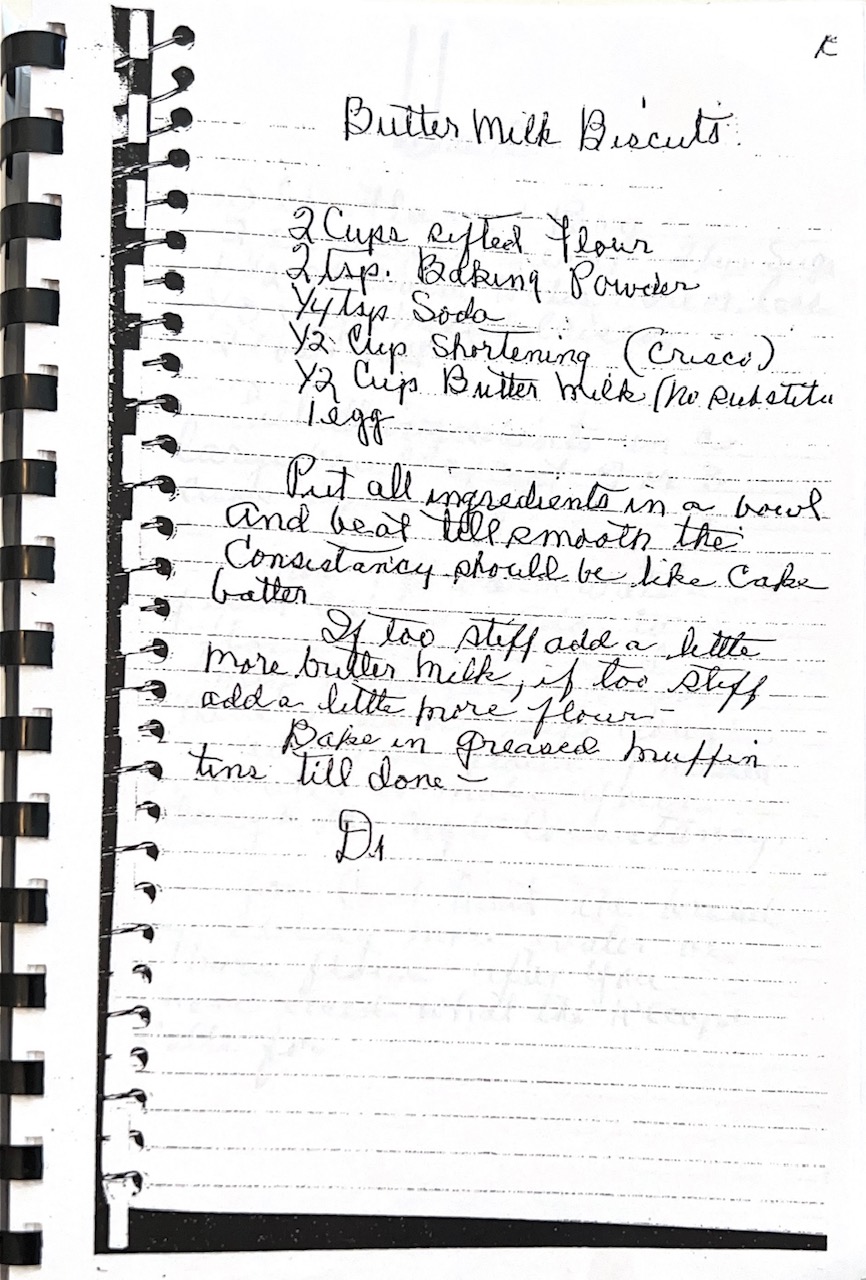 K
Butter Milk Biscuts
2 Cups sifted flour
2 tsp. Baking Powder
1/4 tsp Soda
1/2 Cup Shortening (Crisco)
1/2 Cup Butter Milk (No substitu
1 egg
Put all ingredients in a bowl
and beat till smooth the
Consistancy should be like Cake
batter
If too stiff add a little
more butter milk, if too stiff
add a little more flour -
Bake in greased muffin
tins till done -